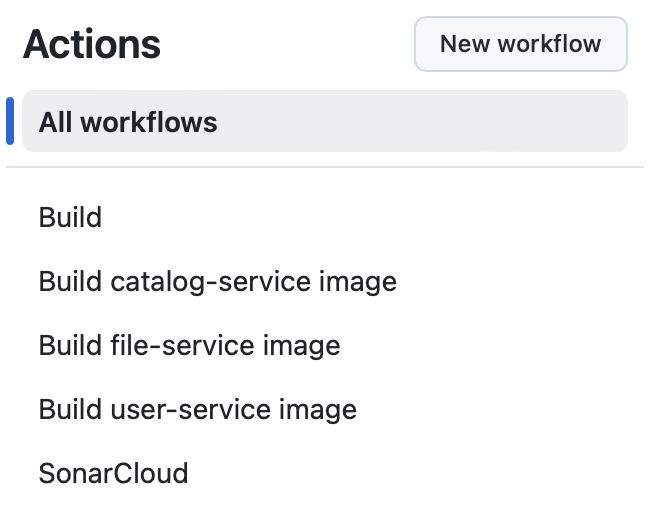 Actions
New workflow
All workflows
Build
Build catalog-service image
Build file-service image
Build user-service image
SonarCloud